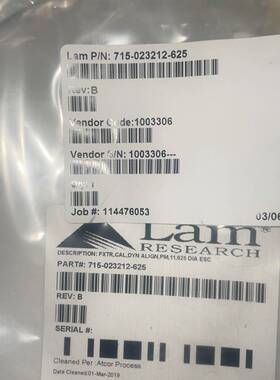 Lam P/N: 715-023212-625
Rev:B
Vendor Code:1003306
Vendor S/N: 1003306---
Job #: 114476053
03/06
Lam
RESEARCH
DESCRIPTION: FXTR,CAL,DYN ALIGN,PM,11.625 DIA ESC
PART#: 715-023212-625
REV: B
SERIAL #:
Cleaned Per :Atcor Process
Date Cleaned:01-Mar-2019